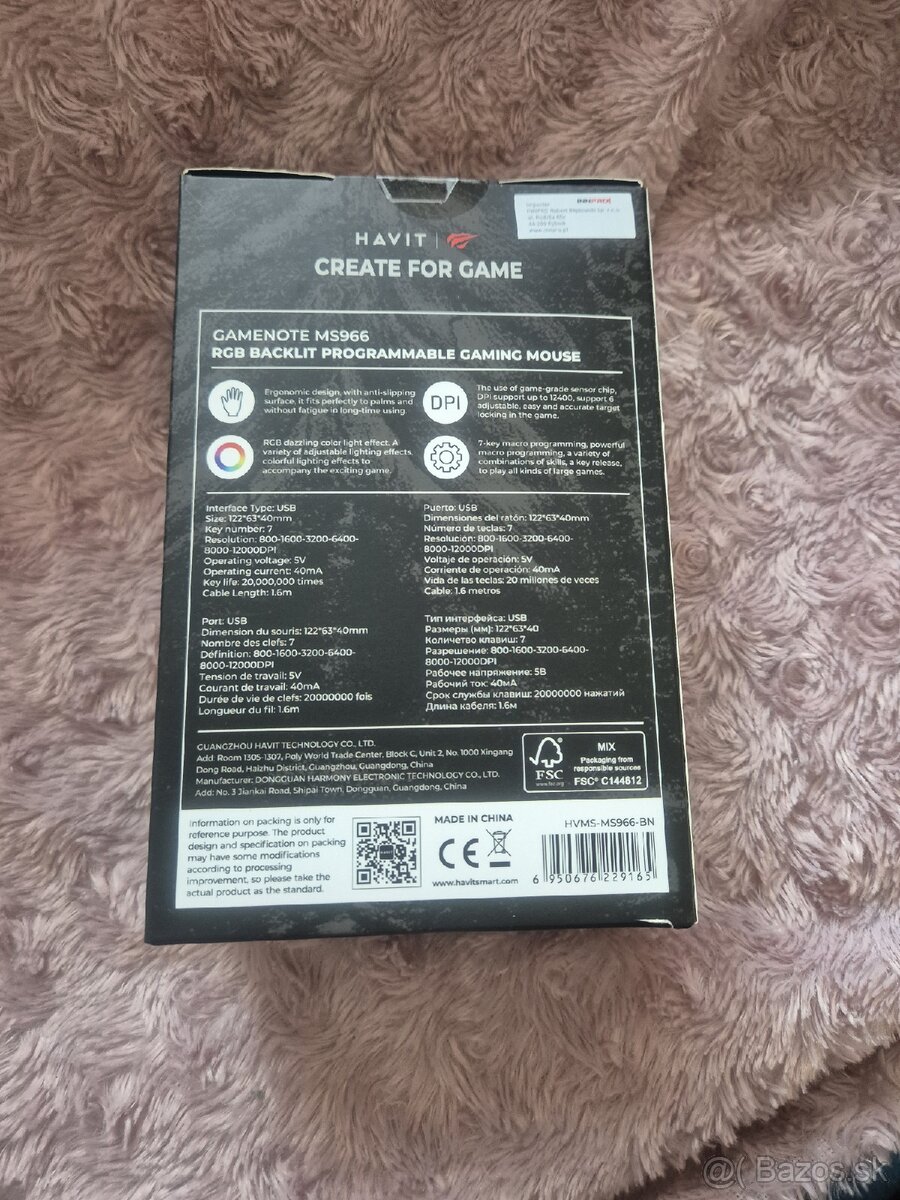 INNPRO
Importer
HAVIT
CREATE FOR GAME
GAMENOTE MS966
RGB BACKLIT PROGRAMMABLE GAMING MOUSE
Ergonomic design, with anti-slipping
surface, it fits perfectly to palms and
without fatigue in long-time using.
DPI
The use of game-grade sensor chip,
DPI support up to 12400, support 6
adjustable, easy and accurate target
locking in the game.
RGB dazzling color light effect. A
variety of adjustable lighting effects,
colorful lighting effects to
accompany the exciting game.
7-key macro programming, powerful
macro programming, a variety of
combinations of skills, a key release,
to play all kinds of large games.
Interface Type: USB
Size: 122*63*40mm
Key number: 7
Resolution: 800-1600-3200-6400-
8000-12000DPI
Operating voltage: 5V
Operating current: 40mA
Key life: 20,000,000 times
Cable Length: 1.6m
Puerto: USB
Dimensiones del ratón: 122*63*40mm
Número de teclas: 7
Resolución: 800-1600-3200-6400-
8000-12000DPI
Voltaje de operación: 5V
Corriente de operación: 40mA
Vida de las teclas: 20 millones de veces
Cable: 1.6 metros
Port: USB
Dimension du souris: 122*63*40mm
Nombre des clefs: 7
Définition: 800-1600-3200-6400-
8000-12000DPI
Tension de travail: 5V
Courant de travail: 40mA
Durée de vie de clefs: 20000000 fois
Longueur du fil: 1.6m
Тип интерфейса: USB
Размеры (мм): 122*63*40
Количетво клавиш: 7
Разрешение: 800-1600-3200-6400-
8000-12000DPI
Рабочее напряжение: 5В
Рабочий ток: 40мА
Срок службы клавиш: 20000000 нажатий
Длина кабеля: 1.6м
GUANGZHOU HAVIT TECHNOLOGY CO., LTD.
Add: Room 1305-1307, Poly World Trade Center, Block C, Unit 2, No. 1000 Xingang
Dong Road, Haizhu District, Guangzhou, Guangdong, China
Manufacturer: DONGGUAN HARMONY ELECTRONIC TECHNOLOGY CO., LTD.
Add: No. 3 Jiankai Road, Shipai Town, Dongguan, Guangdong, China
FSC
www.fsc.org
MIX
Packaging from
responsible sources
FSC® C144612
Information on packing is only for
reference purpose. The product
design and specification on packing
may have some modifications
according to processing
improvement, so please take the
actual product as the standard.
MADE IN CHINA
CE
www.havitsmart.com
HVMS-MS966-BN
6 950676 229165
@( Bazos.sk